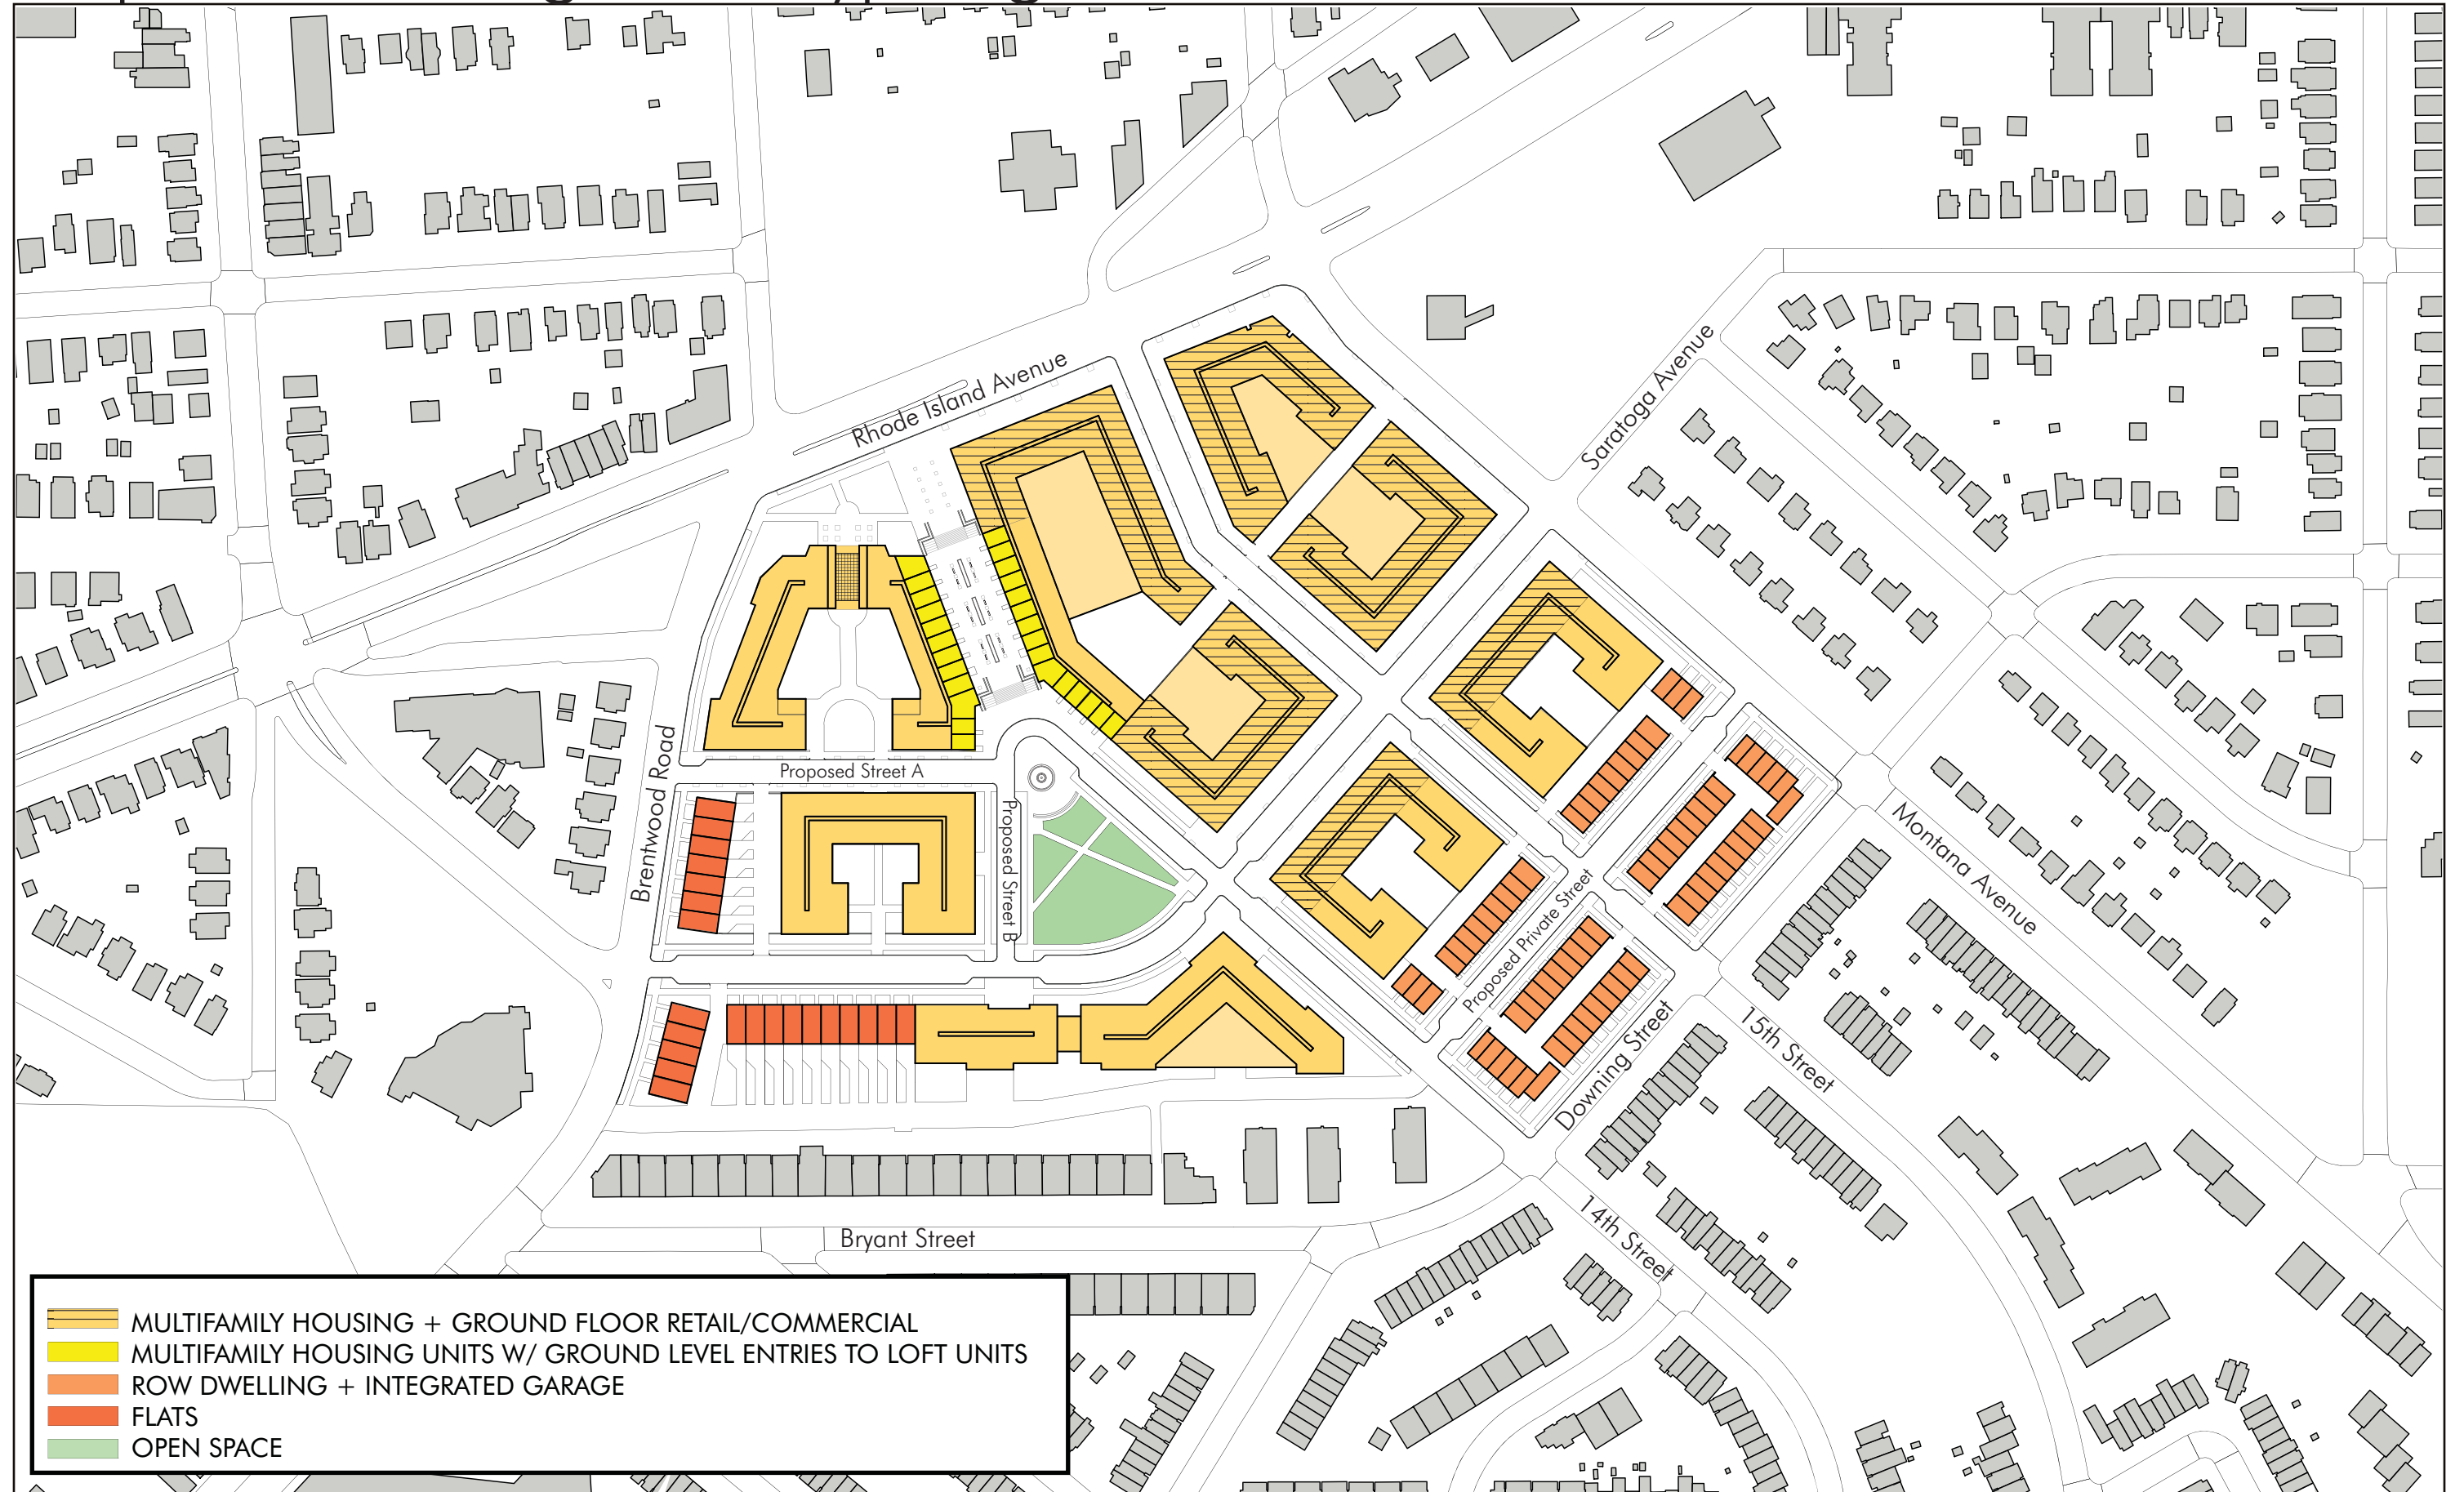 Rhode Island Avenue
Saratoga Avenue
Brentwood Road
Proposed Street A
Proposed Street B
Montana Avenue
Proposed Private Street
Downing Street
15th Street
14th Street
Bryant Street
MULTIFAMILY HOUSING + GROUND FLOOR RETAIL/COMMERCIAL
MULTIFAMILY HOUSING UNITS W/ GROUND LEVEL ENTRIES TO LOFT UNITS
ROW DWELLING + INTEGRATED GARAGE
FLATS
OPEN SPACE